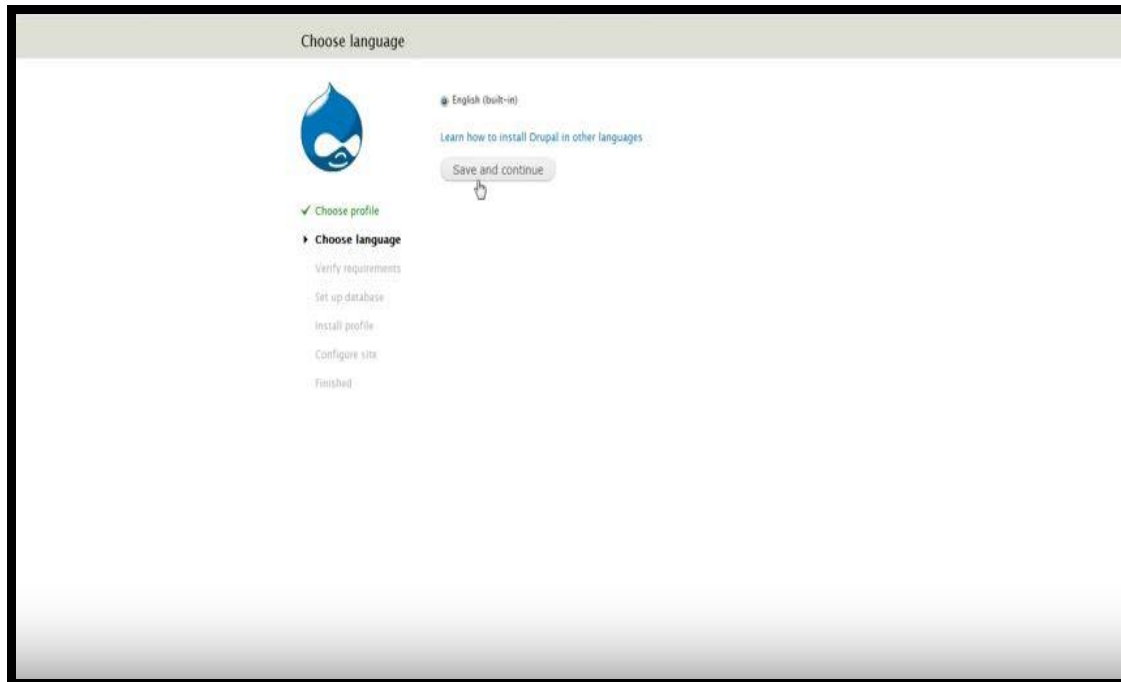 Choose language
English (built-in)
Learn how to install Drupal in other languages
Save and continue
Choose profile
Choose language
Verify requirements
Set up database
Install profile
Configure site
Finished